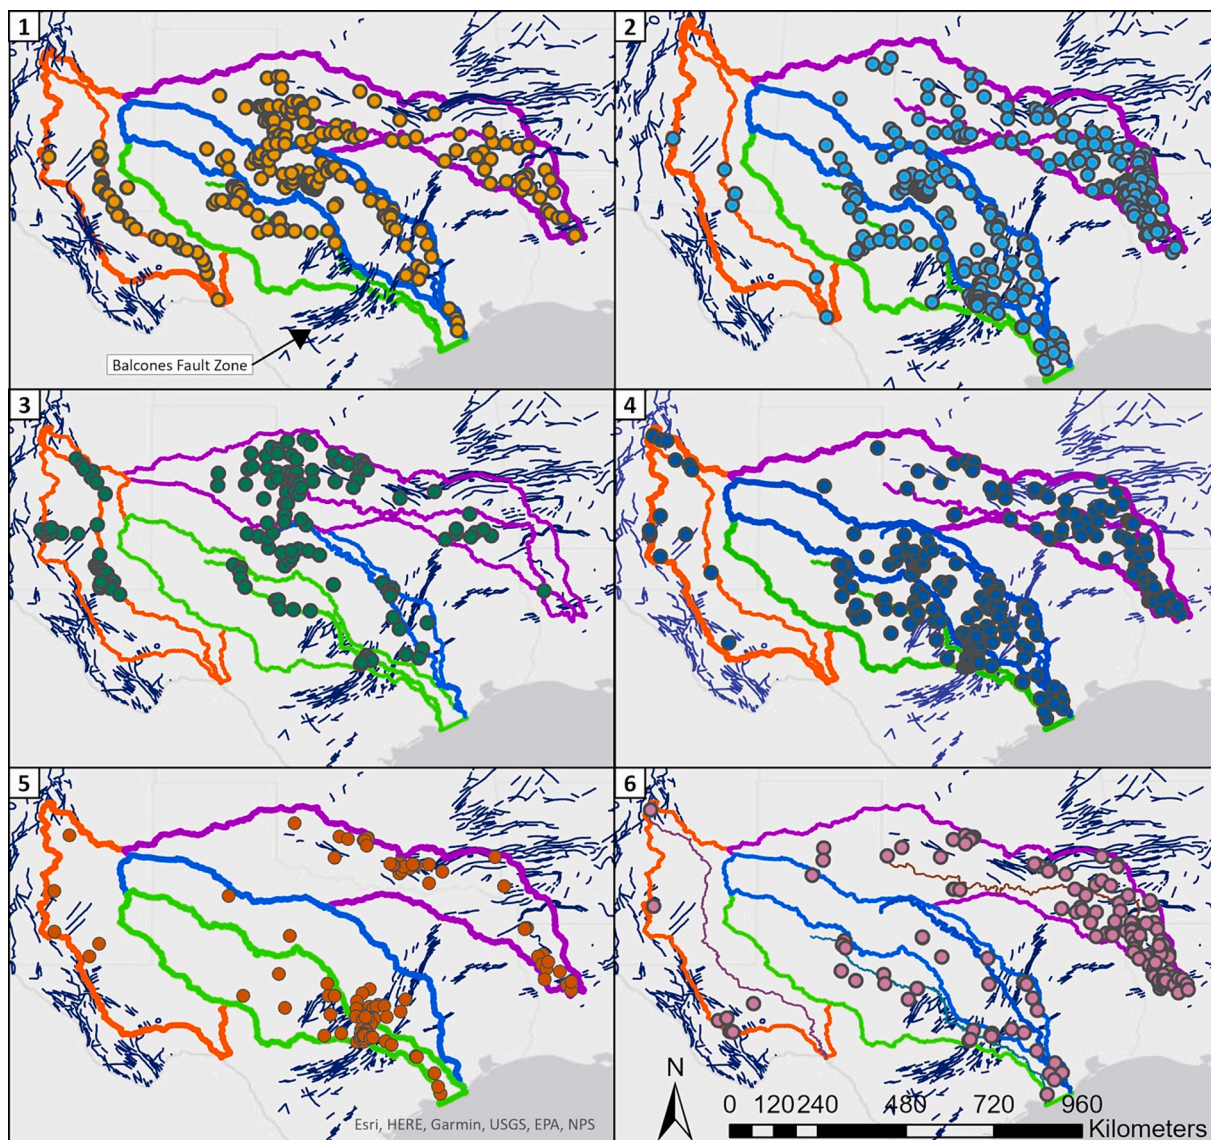 1
2
Balcones Fault Zone
3
4
5
6
N
0 120 240 480 720 960
Kilometers
Esri, HERE, Garmin, USGS, EPA, NPS